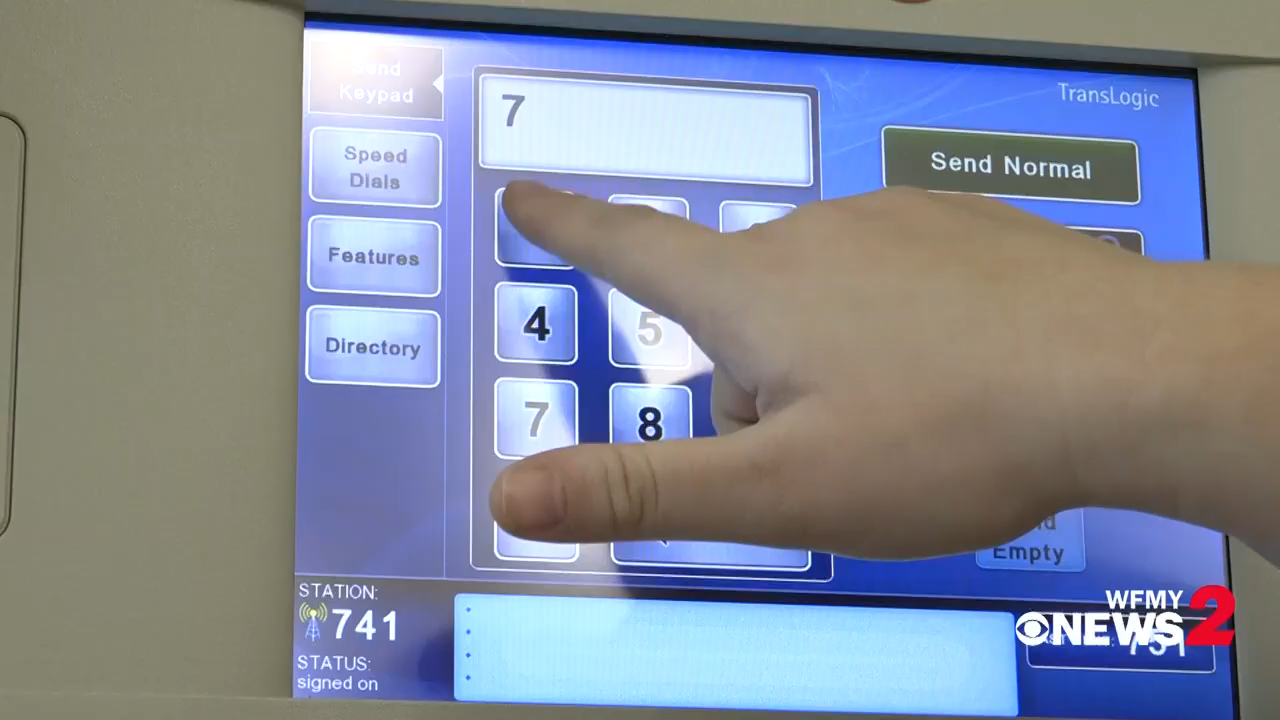 Send
Keypad
Speed
Dials
Features
Directory
7
4
5
7
8
TransLogic
Send Normal
Empty
STATION:
741
STATUS:
signed on
WFMY
NEWS 2